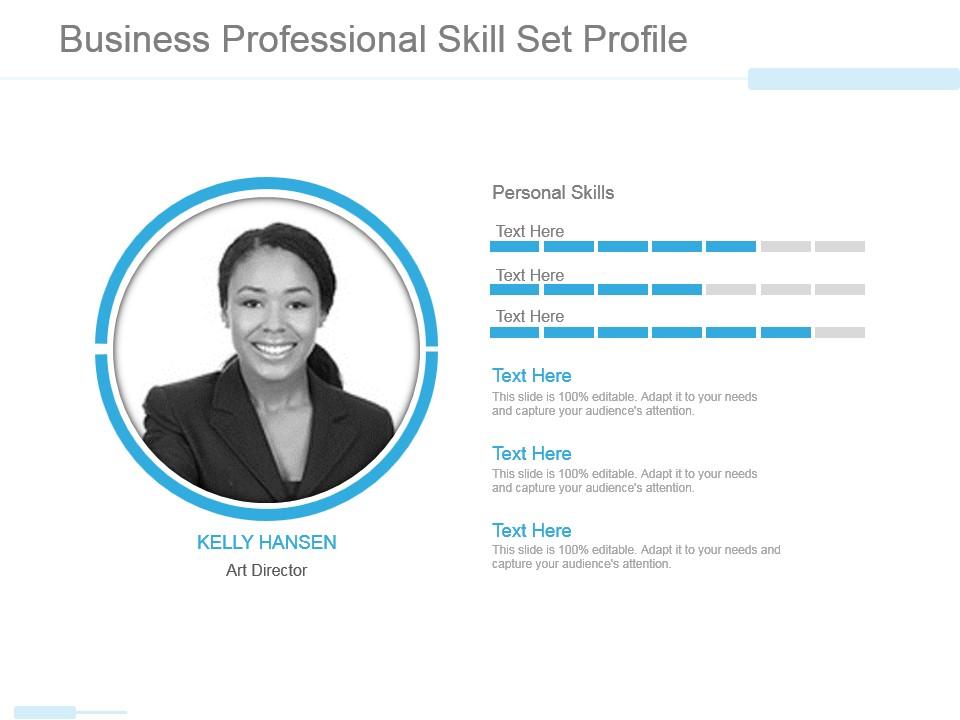 Business Professional Skill Set Profile
Personal Skills
Text Here
Text Here
Text Here
Text Here
This slide is 100% editable. Adapt it to your needs
and capture your audience's attention.
Text Here
This slide is 100% editable. Adapt it to your needs
and capture your audience's attention.
Text Here
This slide is 100% editable. Adapt it to your needs and
capture your audience's attention.
KELLY HANSEN
Art Director